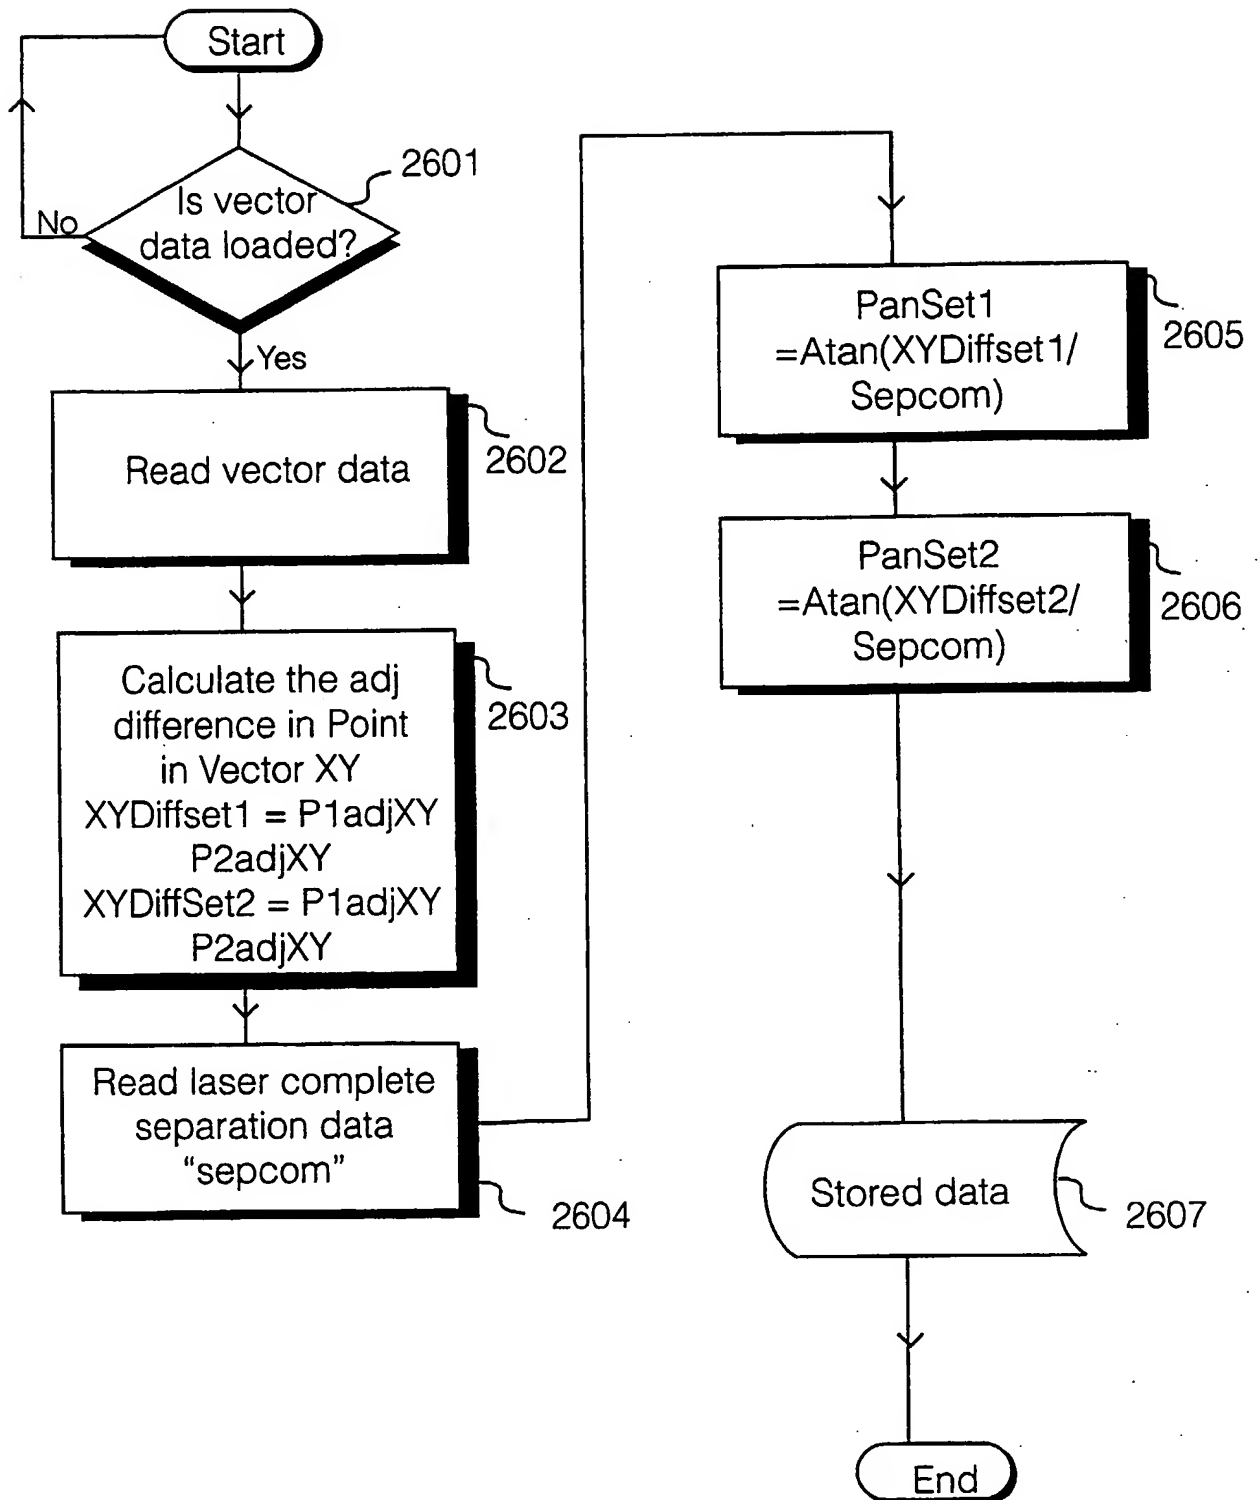 Start
2601
Is vector
data loaded?
No
Yes
Read vector data
2602
Calculate the adj
difference in Point
in Vector XY
XYDiffset1 = P1adjXY
P2adjXY
XYDiffSet2 = P1adjXY
P2adjXY
2603
Read laser complete
separation data
“sepcom”
2604
PanSet1
=Atan(XYDiffset1/
Sepcom)
2605
PanSet2
=Atan(XYDiffset2/
Sepcom)
2606
Stored data
2607
End